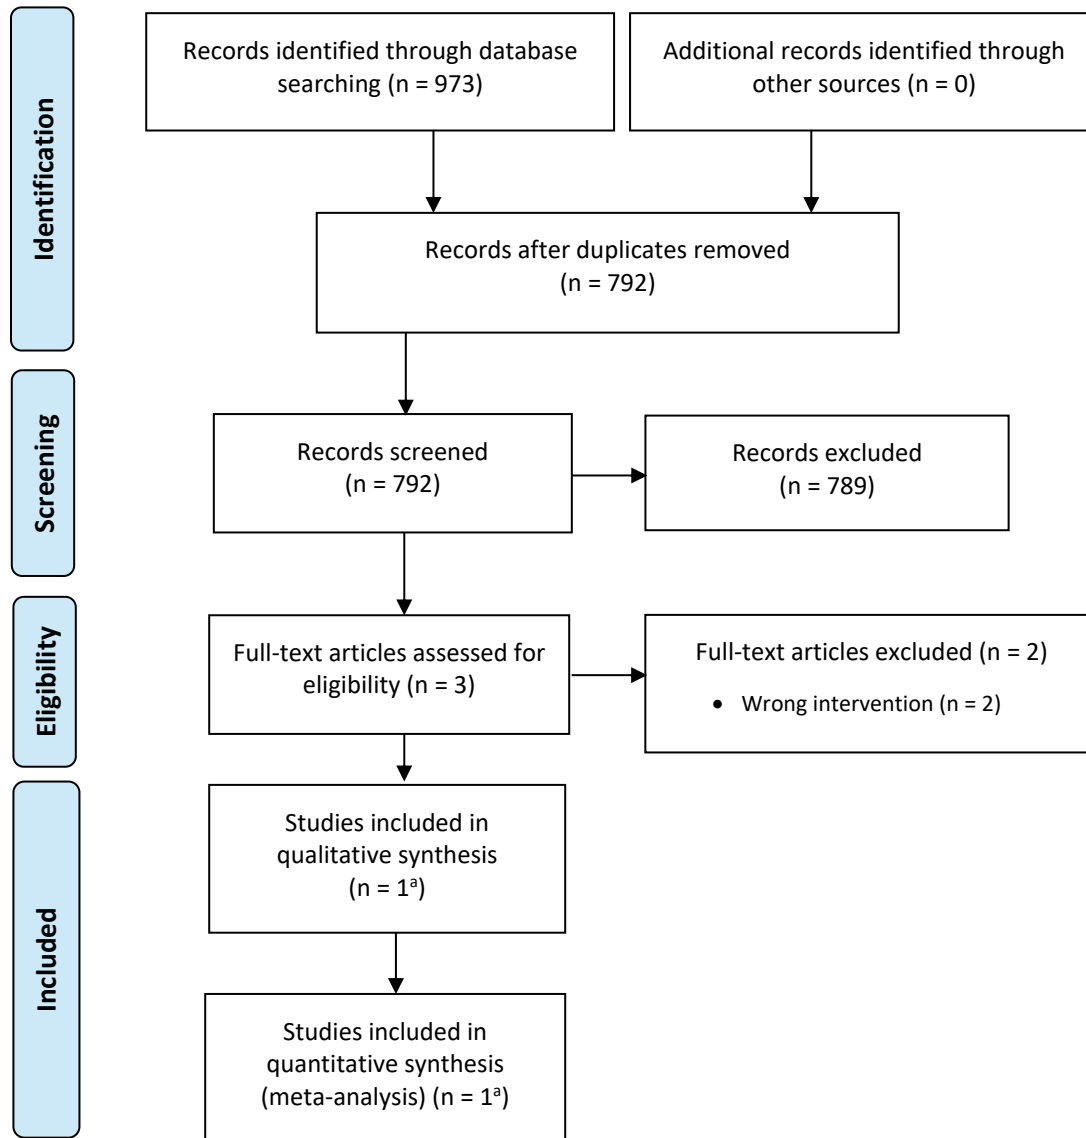 Identification
Records identified through database
searching (n = 973)
Additional records identified through
other sources (n = 0)
Records after duplicates removed
(n = 792)
Screening
Records screened
(n = 792)
Records excluded
(n = 789)
Eligibility
Full-text articles assessed for
eligibility (n = 3)
Full-text articles excluded (n = 2)
• Wrong intervention (n = 2)
Included
Studies included in
qualitative synthesis
(n = 1ª)
Studies included in
quantitative synthesis
(meta-analysis) (n = 1ª)